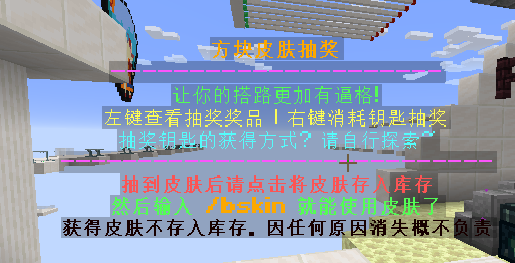 方块皮肤抽奖
让你的搭路更加有逼格!
左键查看抽奖奖品 | 右键消耗钥匙抽奖
抽奖钥匙的获得方式? 请自行探索?
抽到皮肤后请点击将皮肤存入库存
然后输入 /bskin 就能使用皮肤了
获得皮肤不存入库存。因任何原因消失概不负责